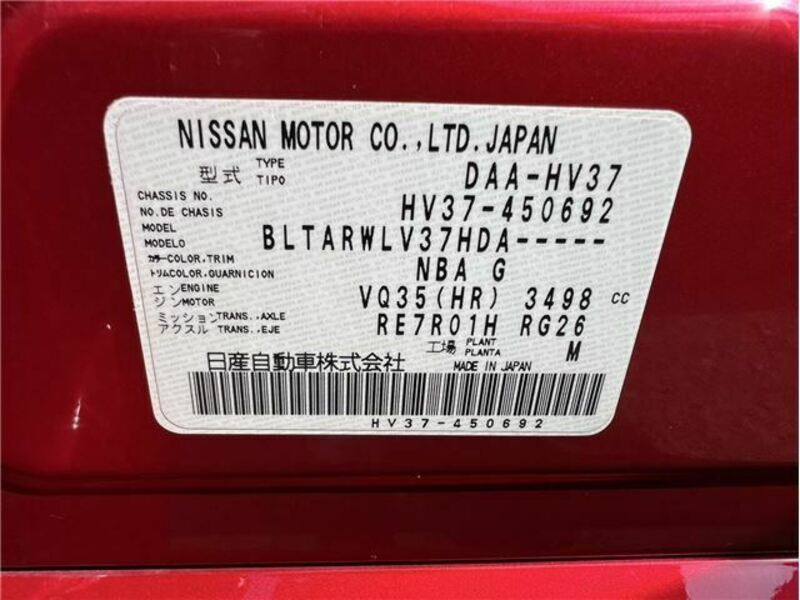 NISSAN MOTOR CO.,LTD.JAPAN
型式 TYPE TIPO DAA-HV37
CHASSIS NO.
NO.DE CHASIS HV37-450692
MODEL
MODELO BLTARWLV37HDA-----
カラーCOLOR,TRIM
トリムCOLOR,GUARNICION NBA G
エンENGINE
ジンMOTOR VQ35(HR) 3498 CC
ミッションTRANS.,AXLE
アクスル TRANS.,EJE RE7R01H RG26
工場 PLANT PLANTA M
日産自動車株式会社 MADE IN JAPAN
HV37-450692